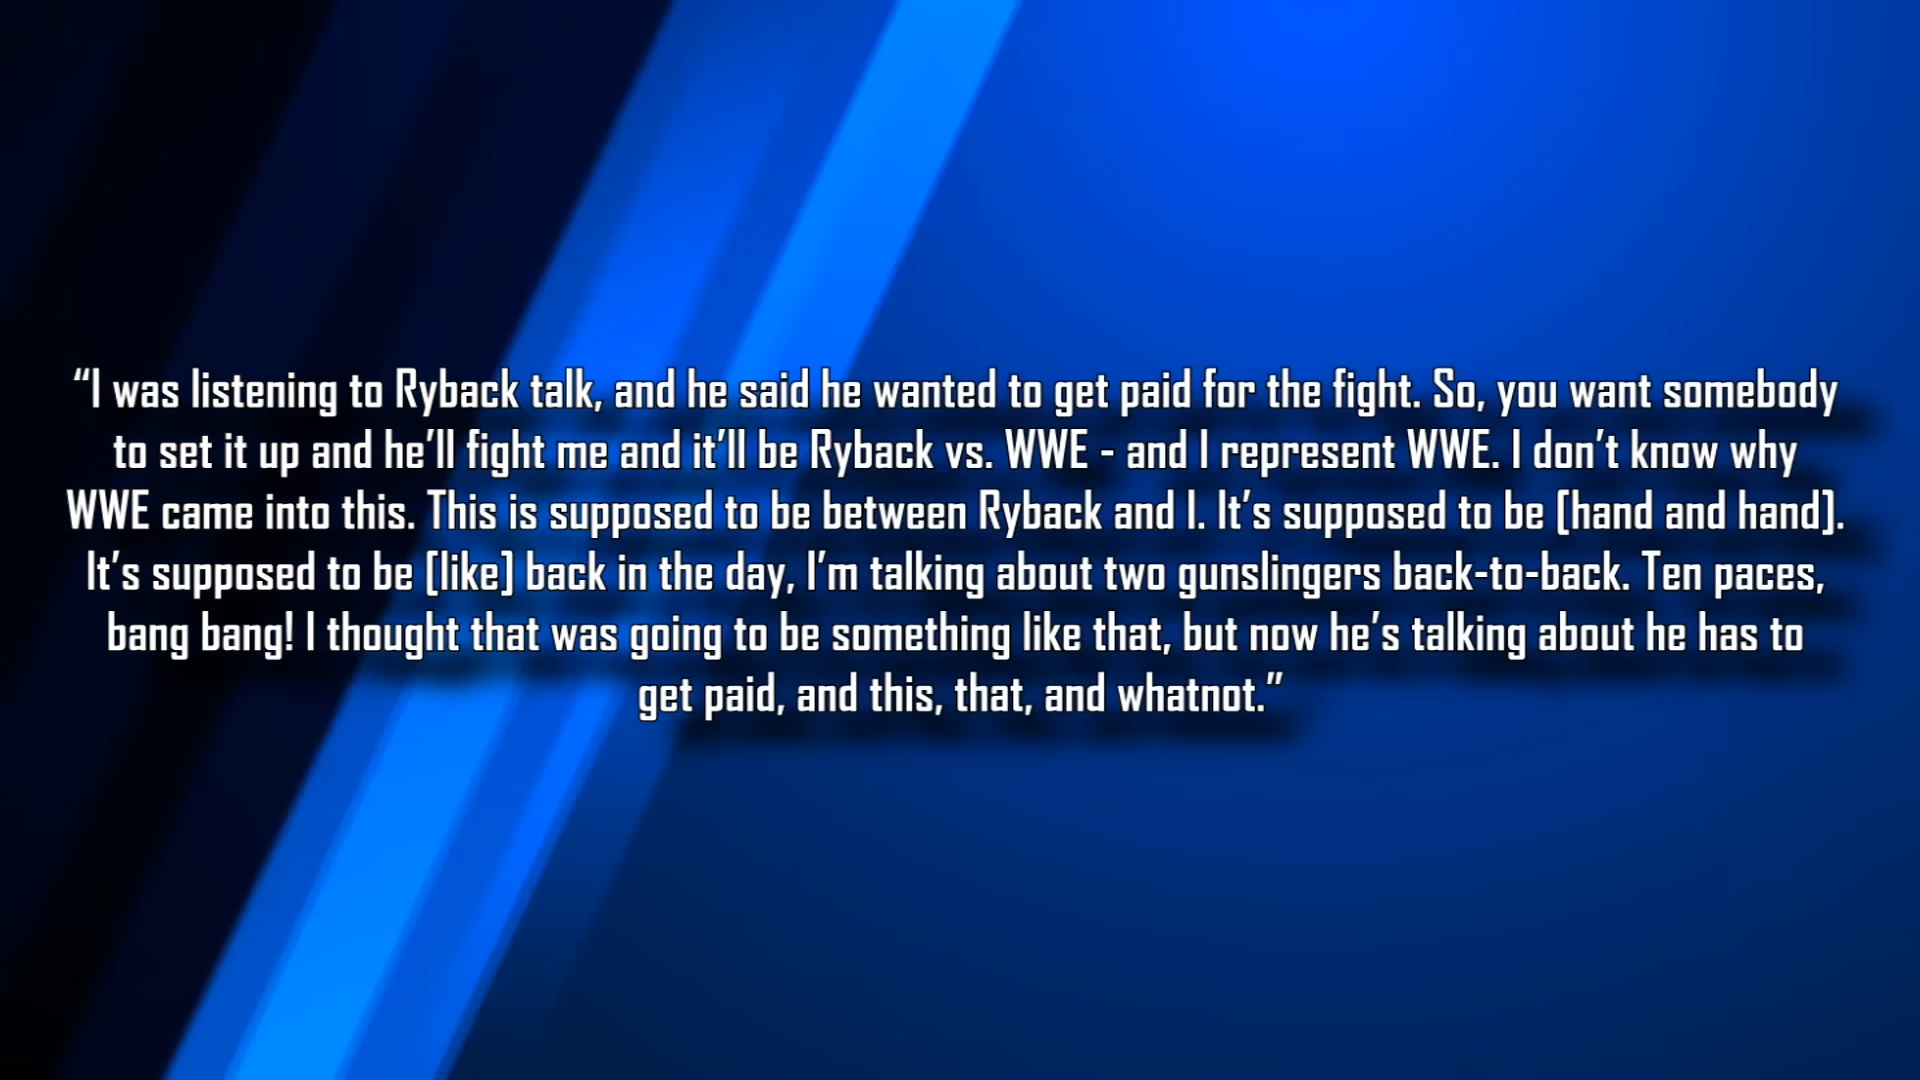 “I was listening to Ryback talk, and he said he wanted to get paid for the fight. So, you want somebody
to set it up and he’ll fight me and it’ll be Ryback vs. WWE - and I represent WWE. I don’t know why
WWE came into this. This is supposed to be between Ryback and I. It’s supposed to be [hand and hand].
It’s supposed to be [like] back in the day, I’m talking about two gunslingers back-to-back. Ten paces,
bang bang! I thought that was going to be something like that, but now he’s talking about he has to
get paid, and this, that, and whatnot.”